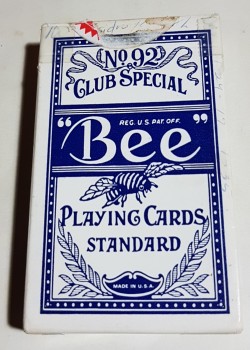 No. 92
CLUB SPECIAL
REG. U.S. PAT. OFF.
"Bee"
PLAYING CARDS
STANDARD
MADE IN U.S.A.